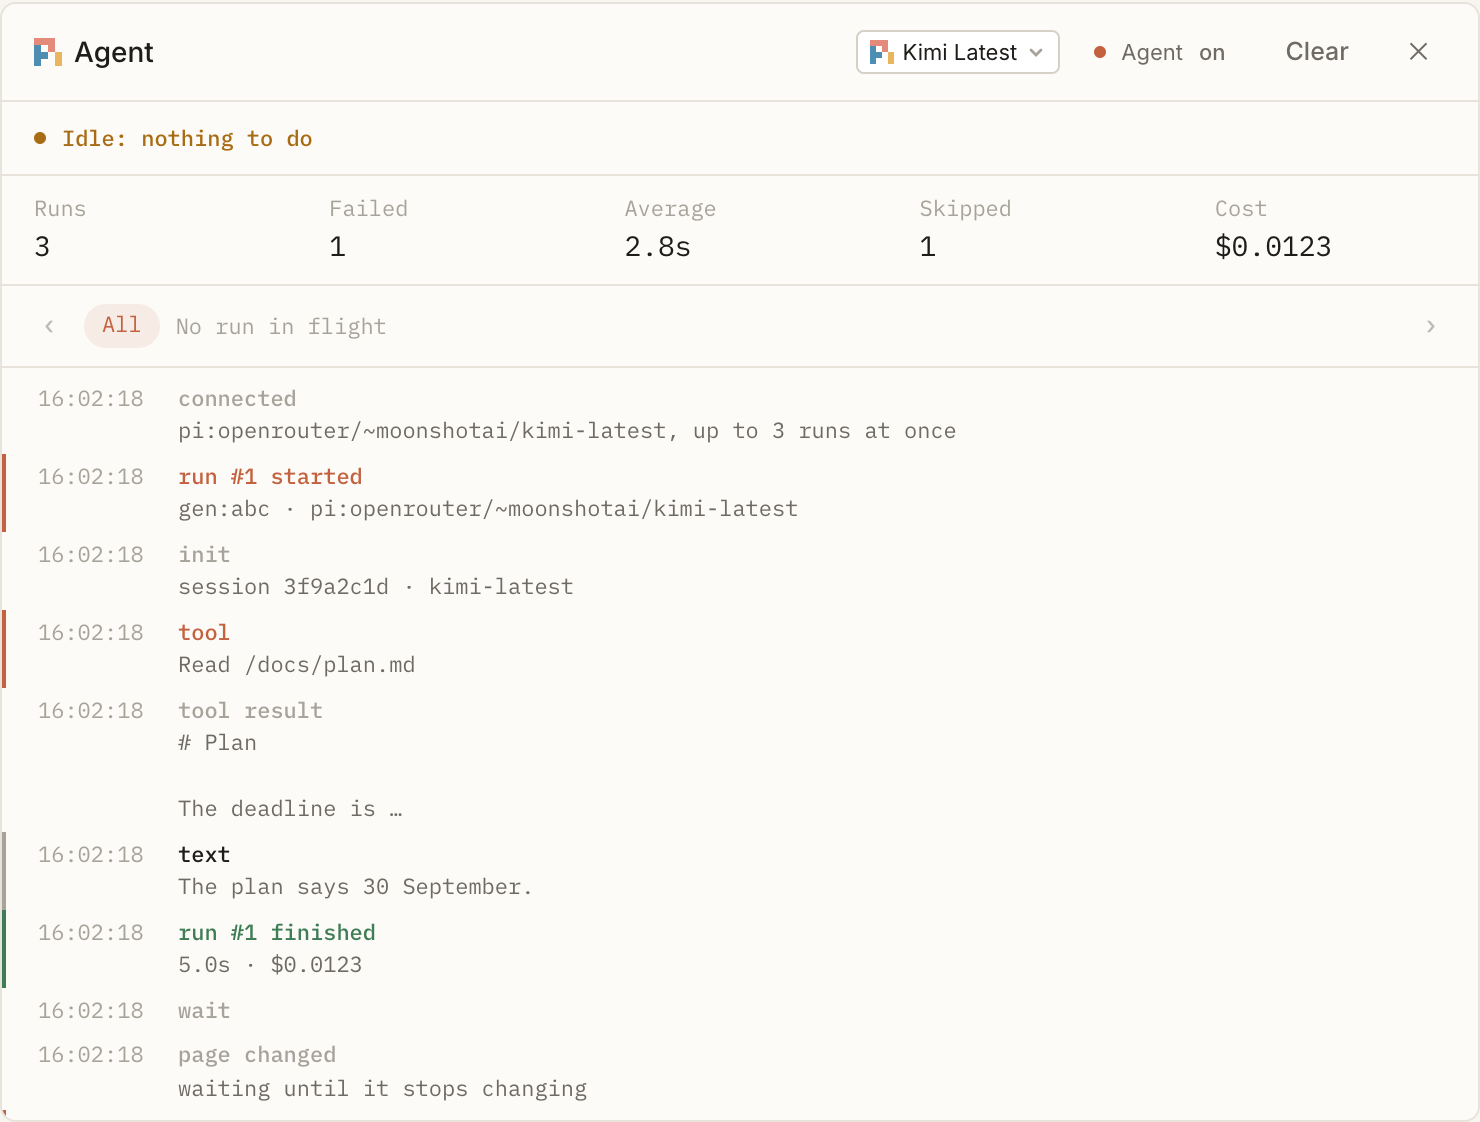 Agent
Kimi Latest
Agent on
Clear
Idle: nothing to do
Runs Failed Average Skipped Cost
3 1 2.8s 1 $0.0123
‹ All No run in flight ›
16:02:18 connected
pi:openrouter/~moonshotai/kimi-latest, up to 3 runs at once
16:02:18 run #1 started
gen:abc · pi:openrouter/~moonshotai/kimi-latest
16:02:18 init
session 3f9a2c1d · kimi-latest
16:02:18 tool
Read /docs/plan.md
16:02:18 tool result
# Plan
The deadline is …
16:02:18 text
The plan says 30 September.
16:02:18 run #1 finished
5.0s · $0.0123
16:02:18 wait
16:02:18 page changed
waiting until it stops changing